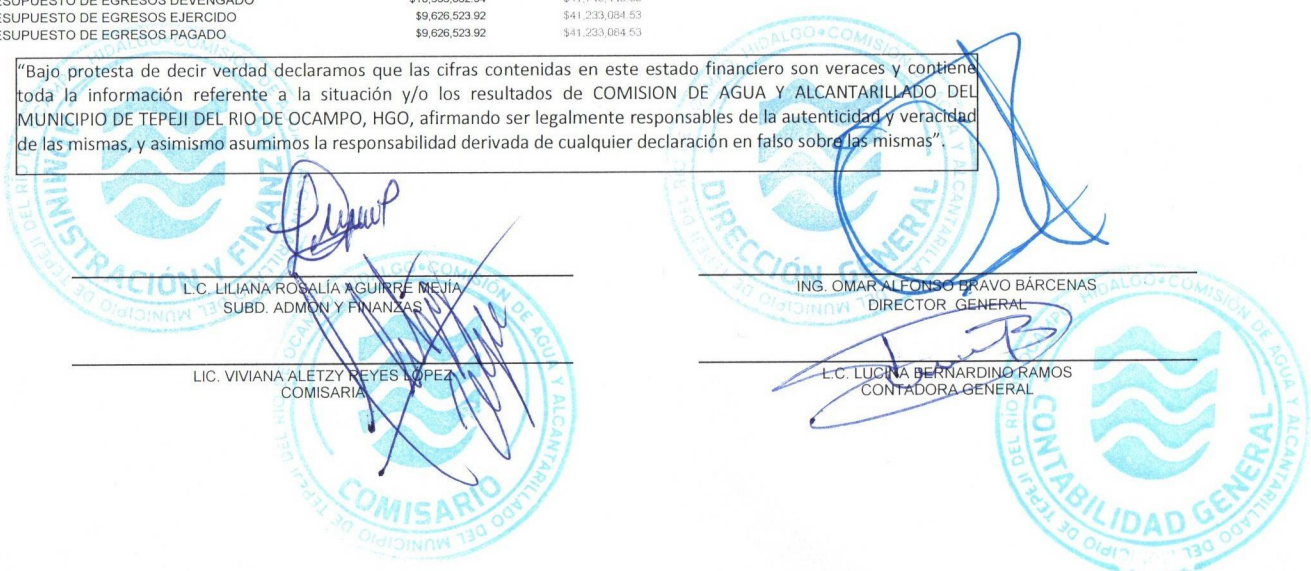 PRESUPUESTO DE EGRESOS EJERCIDO $9,626,523.92 $41,233,084.53
PRESUPUESTO DE EGRESOS PAGADO $9,626,523.92 $41,233,084.53
"Bajo protesta de decir verdad declaramos que las cifras contenidas en este estado financiero son veraces y contiene
toda la información referente a la situación y/o los resultados de COMISION DE AGUA Y ALCANTARILLADO DEL
MUNICIPIO DE TEPEJI DEL RIO DE OCAMPO, HGO, afirmando ser legalmente responsables de la autenticidad y veracidad
de las mismas, y asimismo asumimos la responsabilidad derivada de cualquier declaración en falso sobre las mismas".
ADMINISTRACIÓN Y FINANZAS
DIRECCIÓN GENERAL
L.C. LILIANA ROSALÍA AGUIRRE MEJÍA
SUBD. ADMON Y FINANZAS
ING. OMAR ALFONSO BRAVO BÁRCENAS
DIRECTOR GENERAL
LIC. VIVIANA ALETZY REYES LÓPEZ
COMISARIA
L.C. LUCINA BERNARDINO RAMOS
CONTADORA GENERAL
COMISARIO
CONTABILIDAD GENERAL